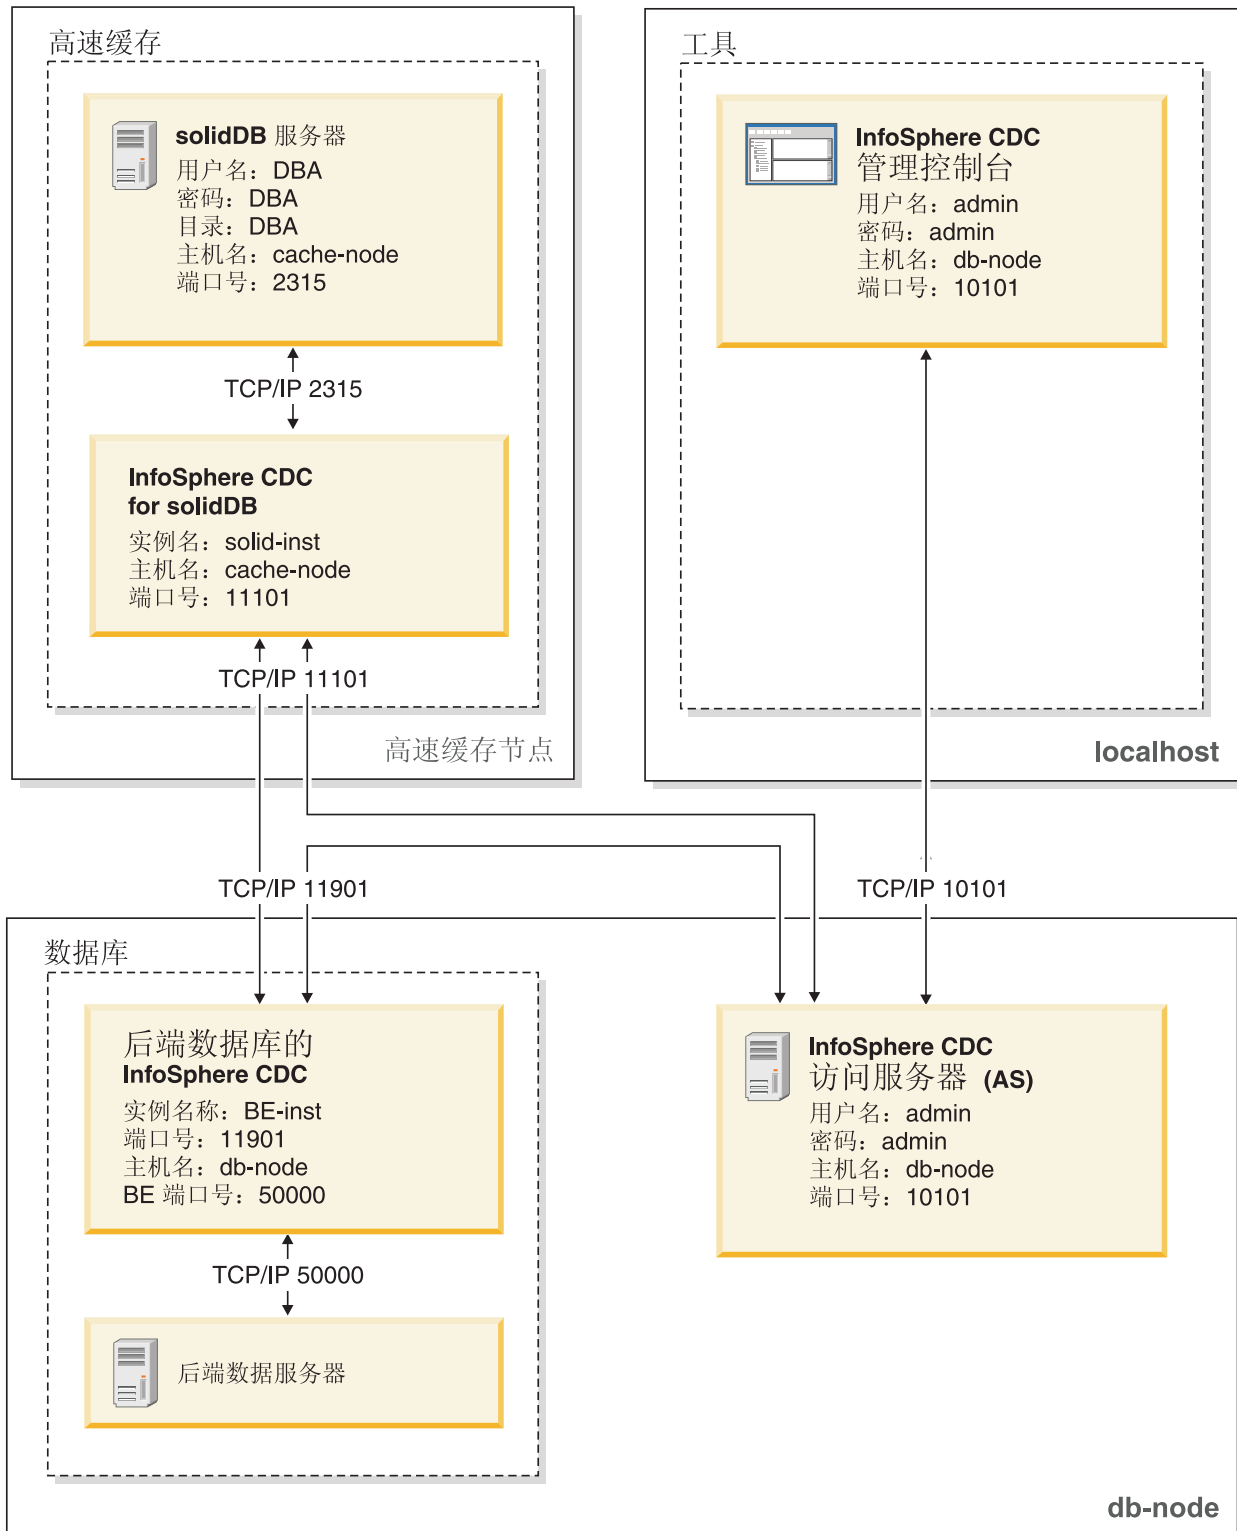 高速缓存
solidDB 服务器
用户名：DBA
密码：DBA
目录：DBA
主机名：cache-node
端口号：2315
TCP/IP 2315
InfoSphere CDC
for solidDB
实例名：solid-inst
主机名：cache-node
端口号：11101
TCP/IP 11101
高速缓存节点
工具
InfoSphere CDC
管理控制台
用户名：admin
密码：admin
主机名：db-node
端口号：10101
localhost
TCP/IP 11901
TCP/IP 10101
数据库
后端数据库的
InfoSphere CDC
实例名称：BE-inst
端口号：11901
主机名：db-node
BE 端口号：50000
TCP/IP 50000
后端数据服务器
InfoSphere CDC
访问服务器 (AS)
用户名：admin
密码：admin
主机名：db-node
端口号：10101
db-node